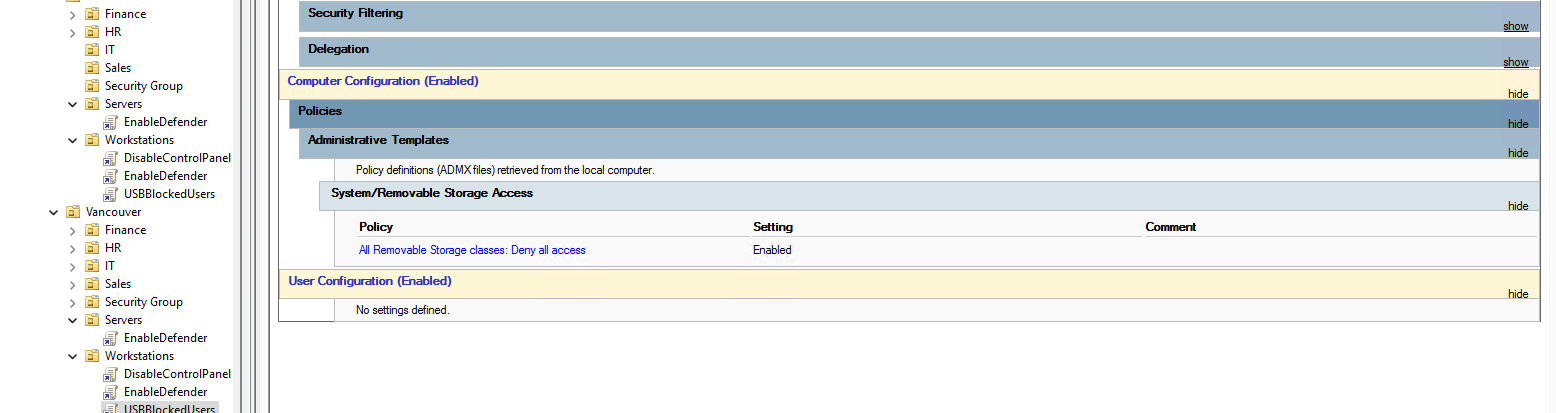 Finance
HR
IT
Sales
Security Group
Servers
EnableDefender
Workstations
DisableControlPanel
EnableDefender
USBBlockedUsers
Vancouver
Finance
HR
IT
Sales
Security Group
Servers
EnableDefender
Workstations
DisableControlPanel
EnableDefender
USBBlockedUsers
Security Filtering
show
Delegation
show
Computer Configuration (Enabled)
hide
Policies
hide
Administrative Templates
hide
Policy definitions (ADMX files) retrieved from the local computer.
System/Removable Storage Access
hide
Policy Setting Comment
All Removable Storage classes: Deny all access Enabled
User Configuration (Enabled)
hide
No settings defined.